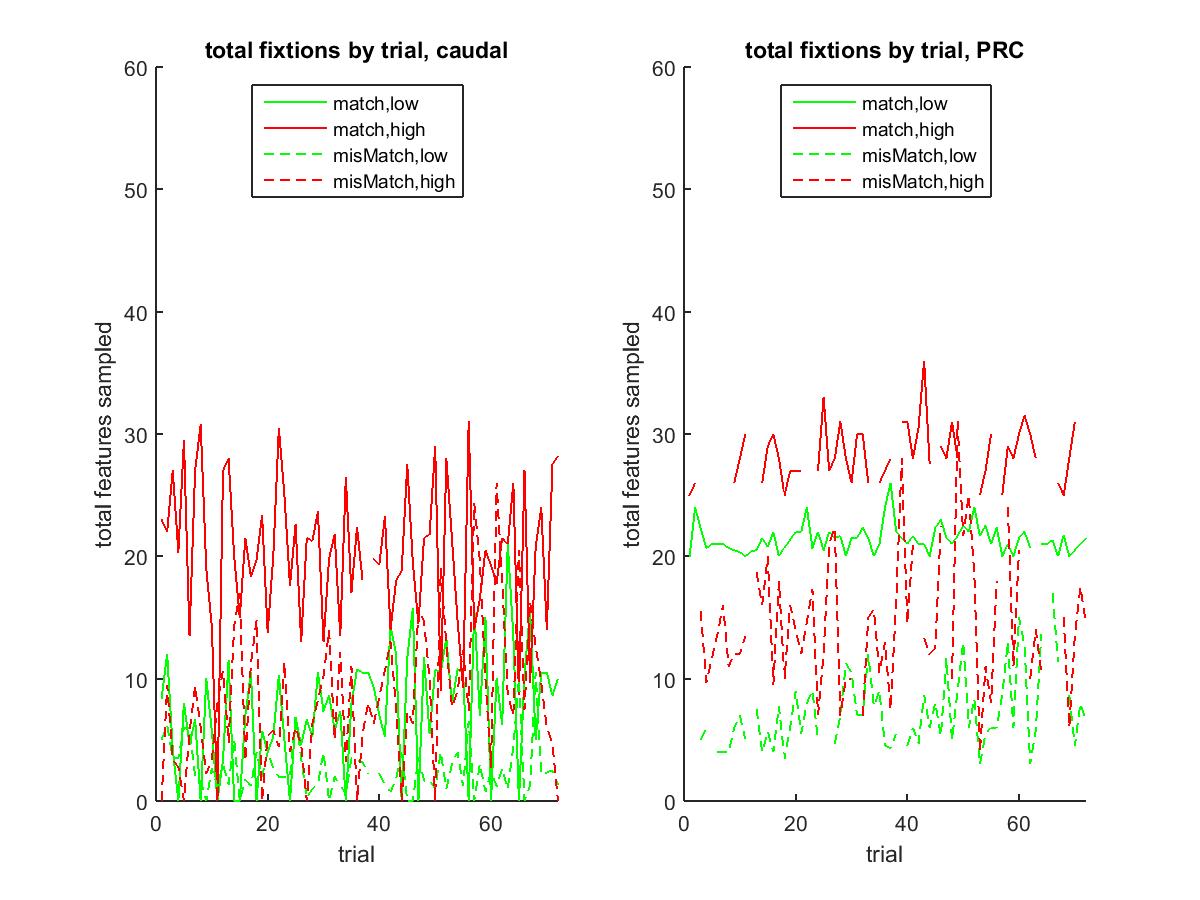 total fixtions by trial, caudal
60
50
40
30
20
10
0
0 20 40 60
trial
total features sampled
match,low
match,high
misMatch,low
misMatch,high
total fixtions by trial, PRC
60
50
40
30
20
10
0
0 20 40 60
trial
total features sampled
match,low
match,high
misMatch,low
misMatch,high